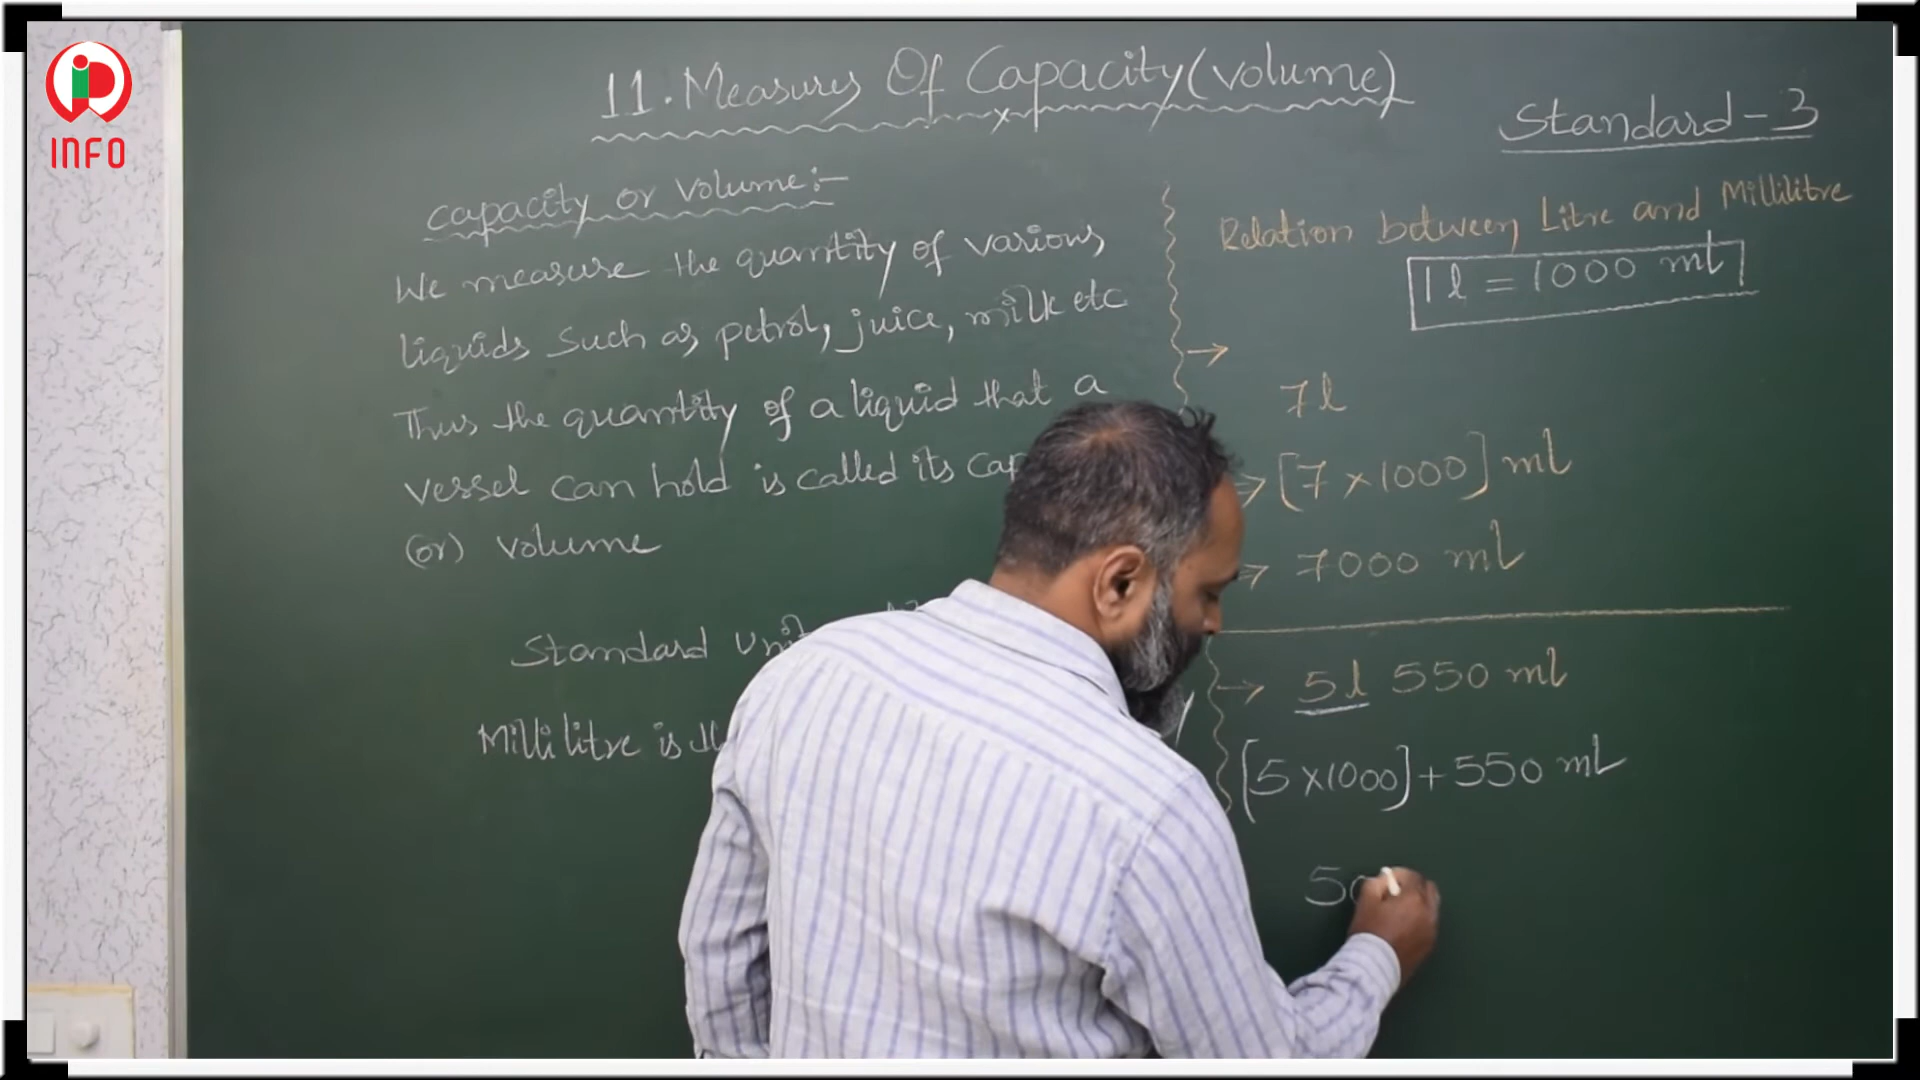 INFO
11. Measures Of Capacity (volume)
Standard - 3
Capacity or Volume:-
We measure the quantity of various
liquids such as petrol, juice, milk etc
Thus the quantity of a liquid that a
vessel can hold is called its cap
(or) volume
Standard Unit
Millilitre is
Relation between Litre and Millilitre
1 l = 1000 ml
→
7 l
⇒ [7 × 1000] ml
⇒ 7000 ml
→ 5 l 550 ml
[5 × 1000] + 550 ml
50